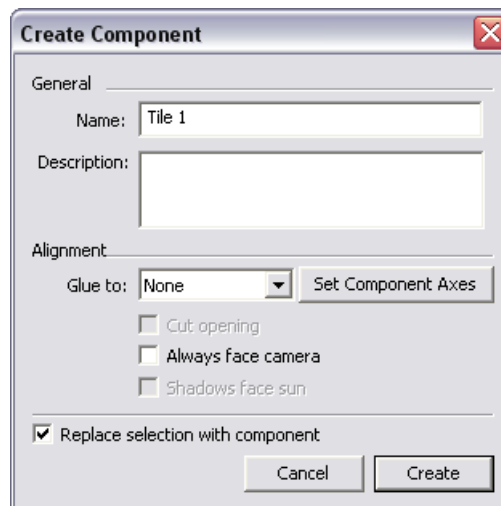 Create Component
General
Name: Tile 1
Description:
Alignment
Glue to: None Set Component Axes
Cut opening
Always face camera
Shadows face sun
Replace selection with component
Cancel Create